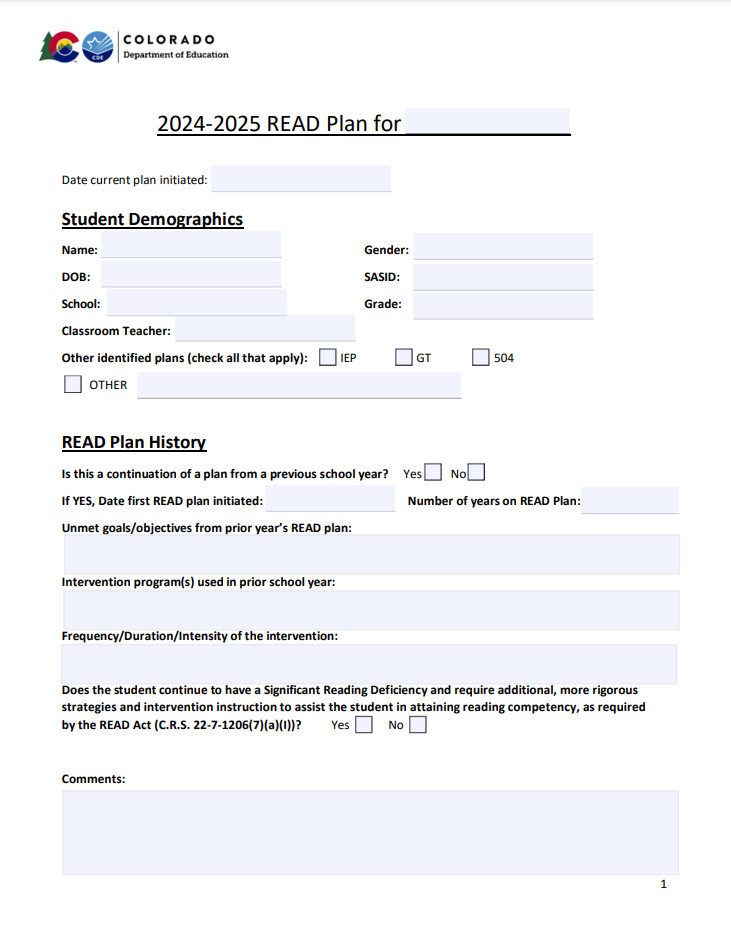 COLORADO
Department of Education
CDE
2024-2025 READ Plan for
Date current plan initiated:
Student Demographics
Name: Gender:
DOB: SASID:
School: Grade:
Classroom Teacher:
Other identified plans (check all that apply): IEP GT 504
OTHER
READ Plan History
Is this a continuation of a plan from a previous school year? Yes No
If YES, Date first READ plan initiated: Number of years on READ Plan:
Unmet goals/objectives from prior year’s READ plan:
Intervention program(s) used in prior school year:
Frequency/Duration/Intensity of the intervention:
Does the student continue to have a Significant Reading Deficiency and require additional, more rigorous
strategies and intervention instruction to assist the student in attaining reading competency, as required
by the READ Act (C.R.S. 22-7-1206(7)(a)(I))? Yes No
Comments:
1